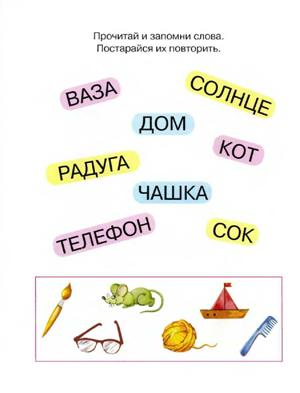 Прочитай и запомни слова.
Постарайся их повторить.
ВАЗА
СОЛНЦЕ
ДОМ
КОТ
РАДУГА
ЧАШКА
ТЕЛЕФОН
СОК